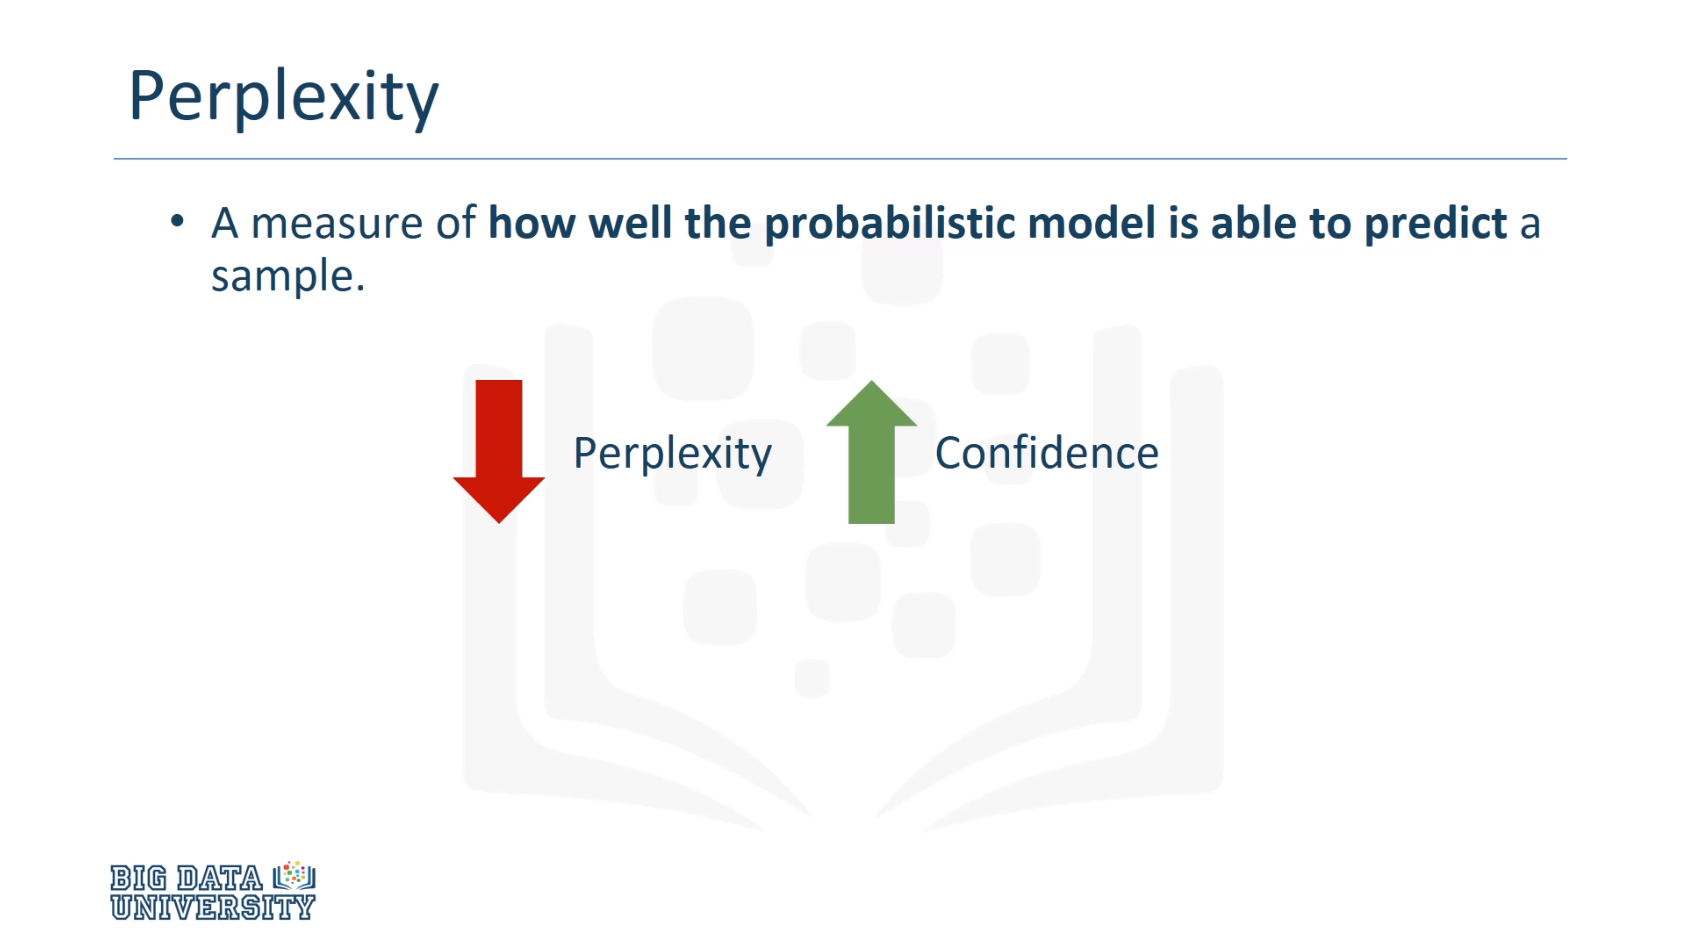 Perplexity
• A measure of how well the probabilistic model is able to predict a
sample.
Perplexity
Confidence
BIG DATA
UNIVERSITY